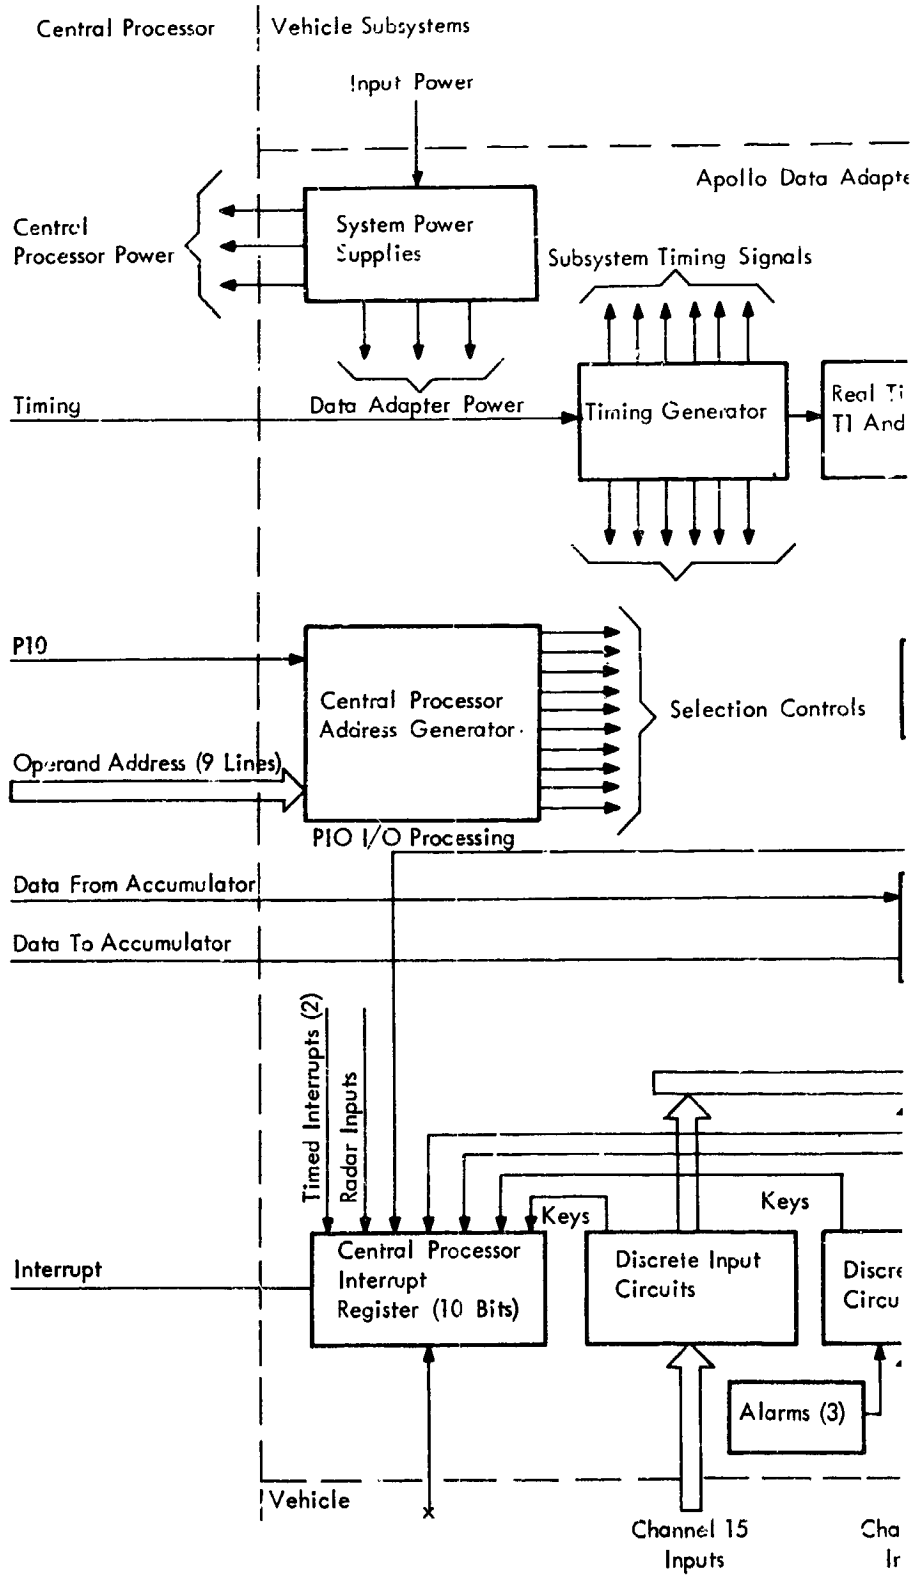 Central Processor
Vehicle Subsystems
Input Power
Apollo Data Adapte
System Power
Supplies
Central
Processor Power
Subsystem Timing Signals
Timing
Data Adapter Power
Timing Generator
Real Ti
T1 And
PIO
Central Processor
Address Generator
Selection Controls
Operand Address (9 Lines)
PIO I/O Processing
Data From Accumulator
Data To Accumulator
Timed Interrupts (2)
Radar Inputs
Keys
Keys
Central Processor
Interrupt
Register (10 Bits)
Discrete Input
Circuits
Discre
Circu
Interrupt
Alarms (3)
Vehicle
x
Channel 15
Inputs
Cha
Ir